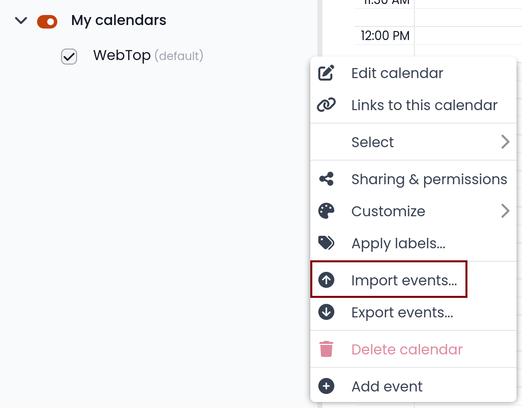 My calendars
WebTop (default)
11:30 AM
12:00 PM
Edit calendar
Links to this calendar
Select
Sharing & permissions
Customize
Apply labels...
Import events...
Export events...
Delete calendar
Add event